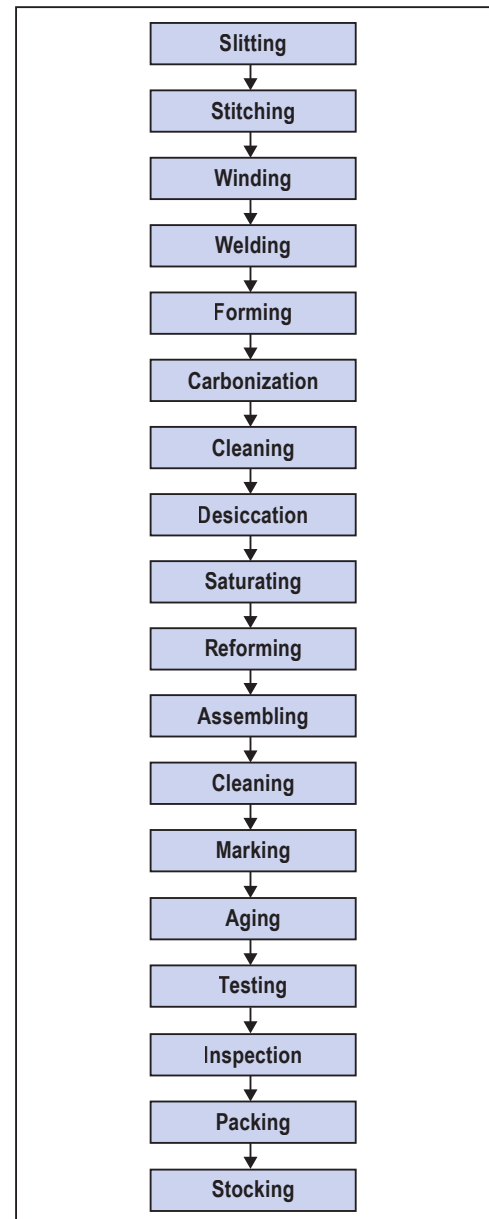 Slitting
Stitching
Winding
Welding
Forming
Carbonization
Cleaning
Desiccation
Saturating
Reforming
Assembling
Cleaning
Marking
Aging
Testing
Inspection
Packing
Stocking